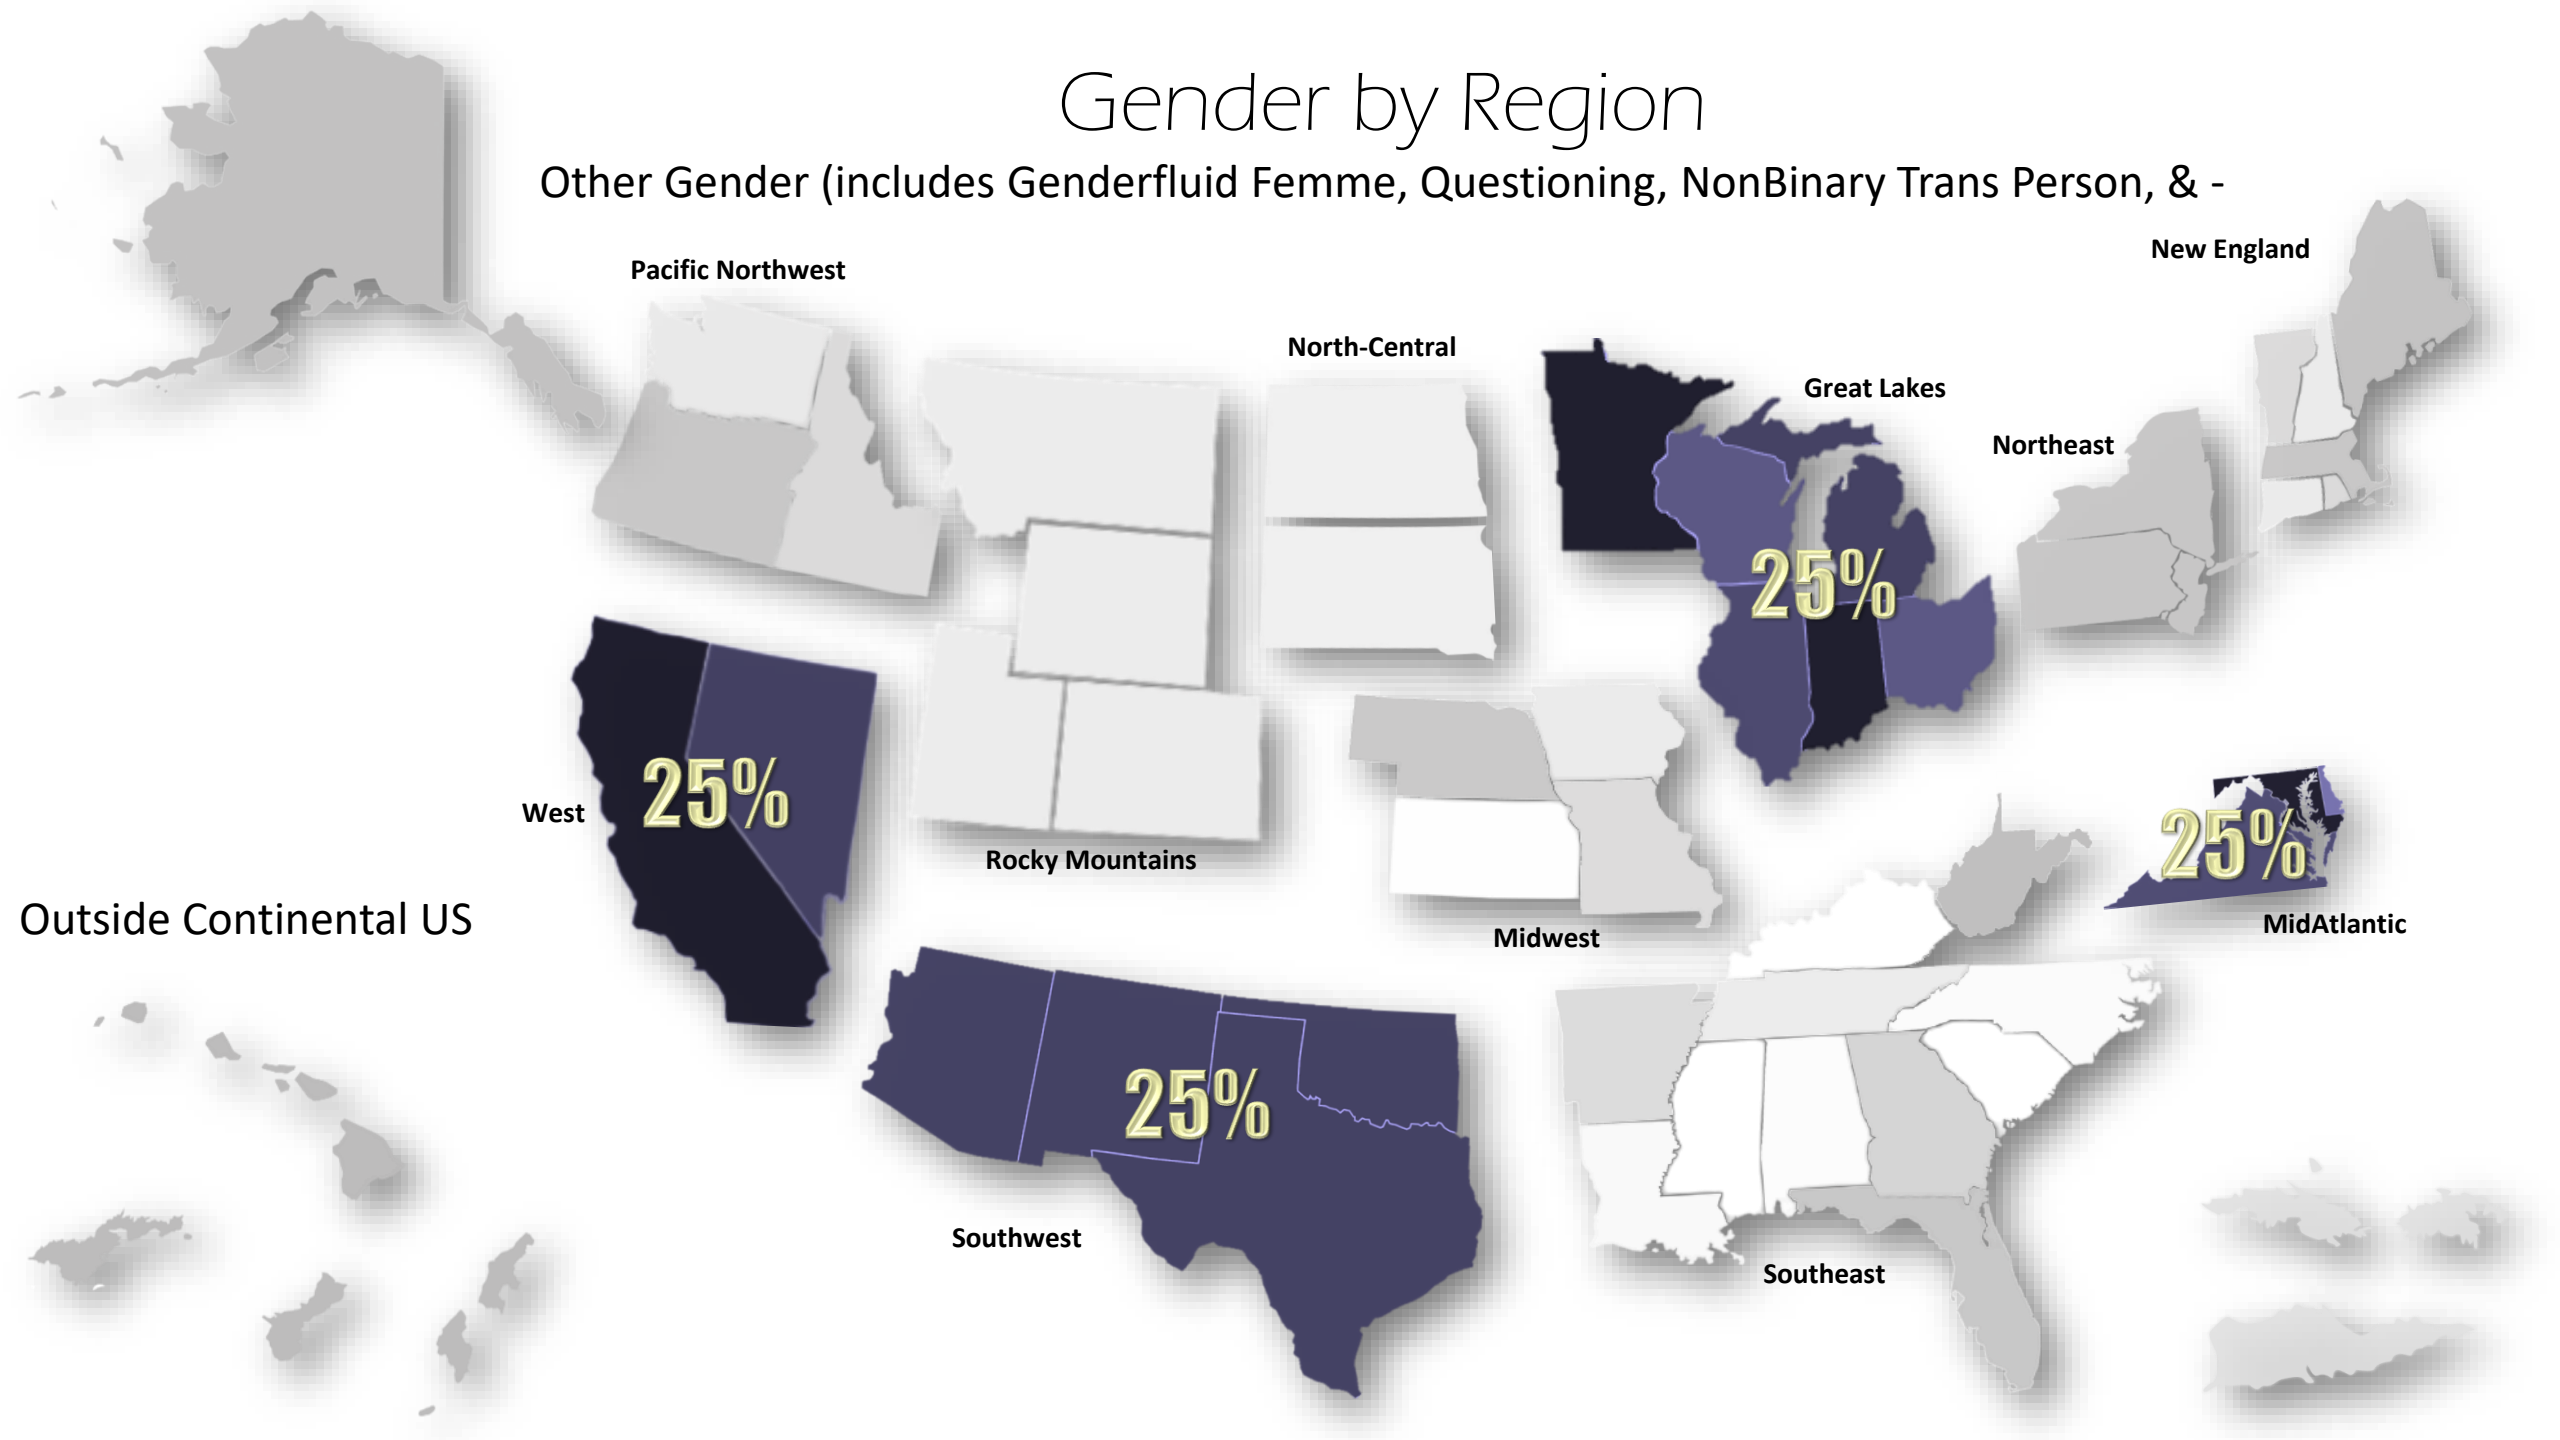 Gender by Region
Other Gender (includes Genderfluid Femme, Questioning, NonBinary Trans Person, & -
New England
Pacific Northwest
North-Central
Great Lakes
Northeast
25%
25%
West
25%
Rocky Mountains
Outside Continental US
Midwest
MidAtlantic
25%
Southwest
Southeast